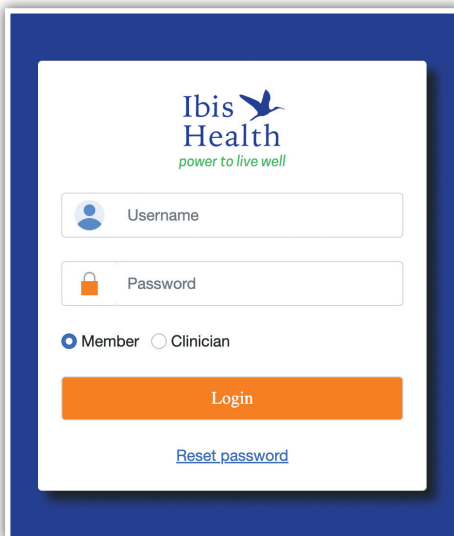 Ibis
Health
power to live well
Username
Password
Member Clinician
Login
Reset password